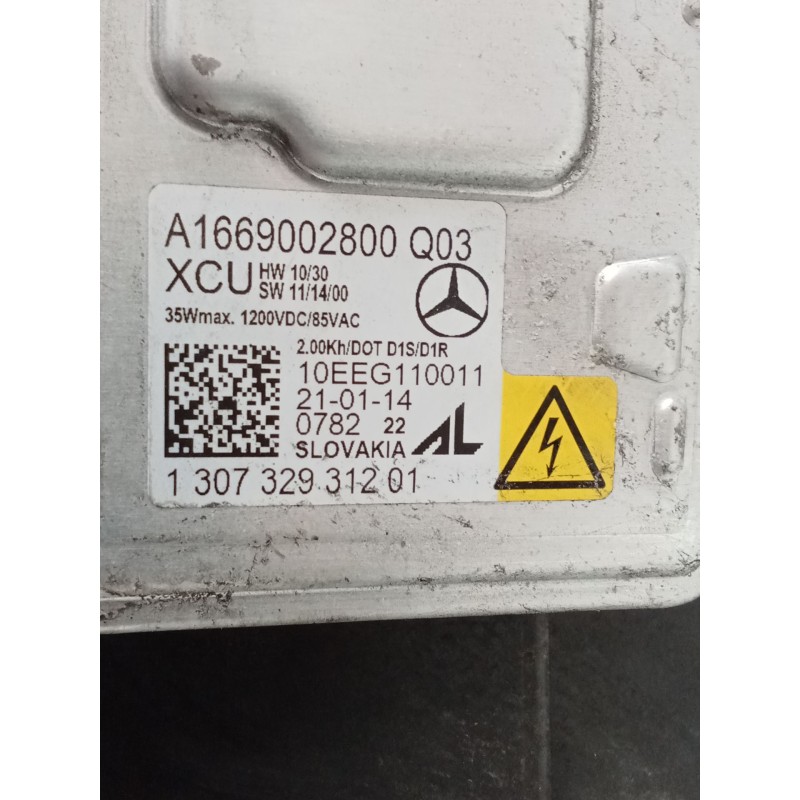 A1669002800 Q03
XCU HW 10/30
SW 11/14/00
35Wmax. 1200VDC/85VAC
2.00Kh/DOT D1S/D1R
10EEG110011
21-01-14
0782 22
SLOVAKIA AL
1 307 329 312 01